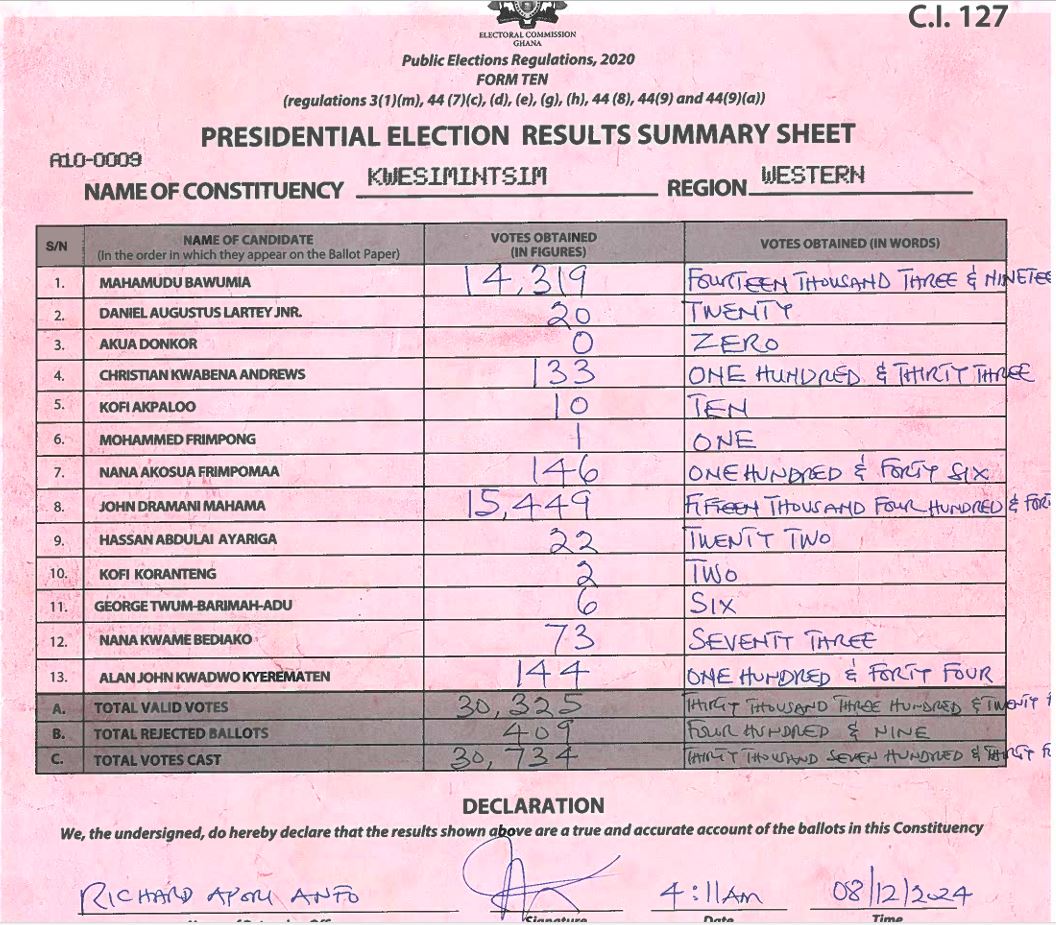 C.I. 127
ELECTORAL COMMISSION
GHANA
Public Elections Regulations, 2020
FORM TEN
(regulations 3(1)(m), 44 (7)(c), (d), (e), (g), (h), 44 (8), 44(9) and 44(9)(a))
PRESIDENTIAL ELECTION RESULTS SUMMARY SHEET
A10-0009
NAME OF CONSTITUENCY KWESIMINTSIM REGION WESTERN
S/N NAME OF CANDIDATE (In the order in which they appear on the Ballot Paper) VOTES OBTAINED (IN FIGURES) VOTES OBTAINED (IN WORDS)
1. MAHAMUDU BAWUMIA 14,319 FOURTEEN THOUSAND THREE & NINETEE
2. DANIEL AUGUSTUS LARTEY JNR. 20 TWENTY
3. AKUA DONKOR 0 ZERO
4. CHRISTIAN KWABENA ANDREWS 133 ONE HUNDRED & THIRTY THREE
5. KOFI AKPALOO 10 TEN
6. MOHAMMED FRIMPONG 1 ONE
7. NANA AKOSUA FRIMPOMAA 146 ONE HUNDRED & FORTY SIX
8. JOHN DRAMANI MAHAMA 15,449 FIFTEEN THOUSAND FOUR HUNDRED & FORT
9. HASSAN ABDULAI AYARIGA 22 TWENTY TWO
10. KOFI KORANTENG 2 TWO
11. GEORGE TWUM-BARIMAH-ADU 6 SIX
12. NANA KWAME BEDIAKO 73 SEVENTY THREE
13. ALAN JOHN KWADWO KYEREMATEN 144 ONE HUNDRED & FORTY FOUR
A. TOTAL VALID VOTES 30,325 THIRTY THOUSAND THREE HUNDRED & TWENTY F
B. TOTAL REJECTED BALLOTS 409 FOUR HUNDRED & NINE
C. TOTAL VOTES CAST 30,734 THIRTY THOUSAND SEVEN HUNDRED & THIRTY F
DECLARATION
We, the undersigned, do hereby declare that the results shown above are a true and accurate account of the ballots in this Constituency
RICHARD APORI ANTO 4:11AM 08/12/2024
Signature Date Time